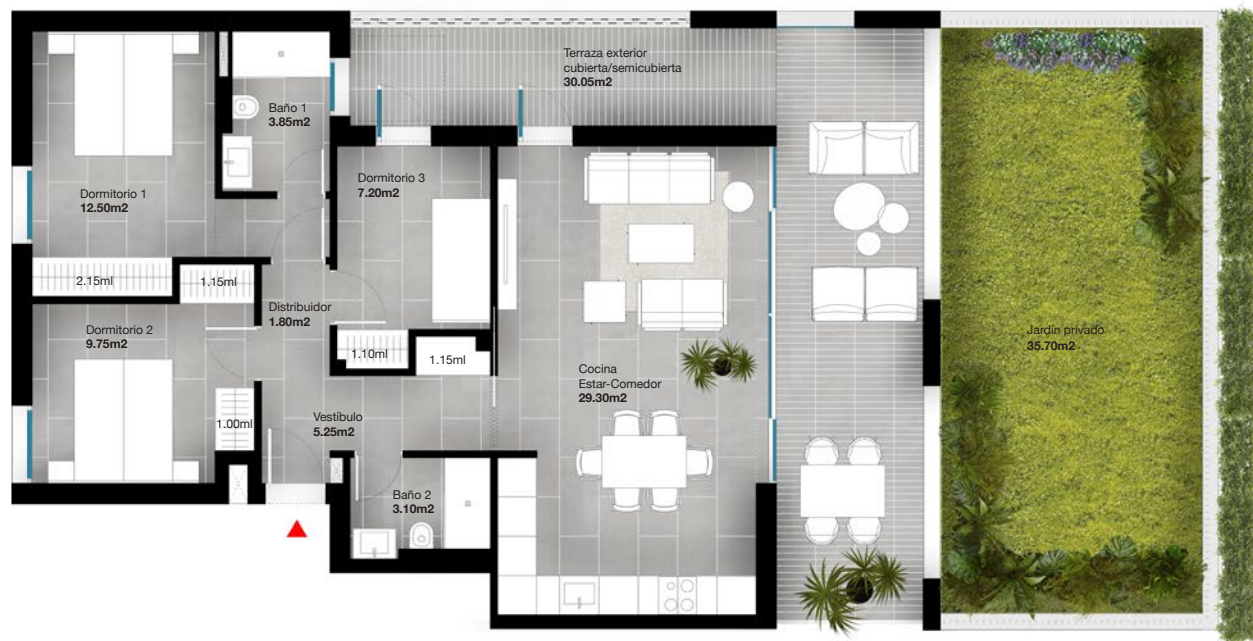 Terraza exterior
cubierta/semicubierta
30.05m2
Baño 1
3.85m2
Dormitorio 1
12.50m2
Dormitorio 3
7.20m2
2.15ml
1.15ml
Distribuidor
1.80m2
Dormitorio 2
9.75m2
1.10ml
1.15ml
Jardín privado
35.70m2
Cocina
Estar-Comedor
29.30m2
1.00ml
Vestíbulo
5.25m2
Baño 2
3.10m2